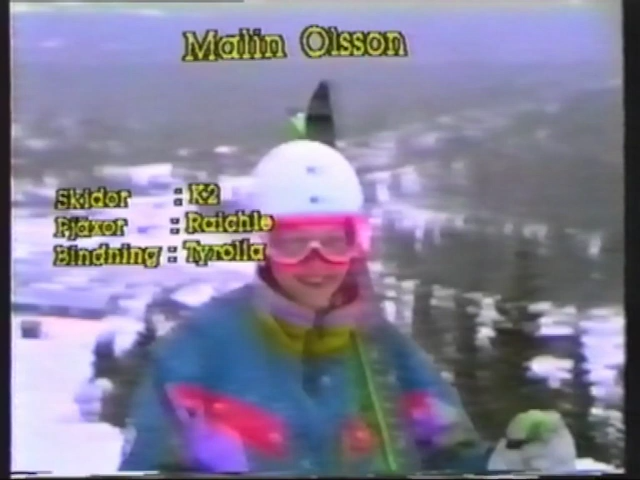 Malin Olsson
Skidor : K2
Pjäxor : Raichle
Bindning : Tyrolia